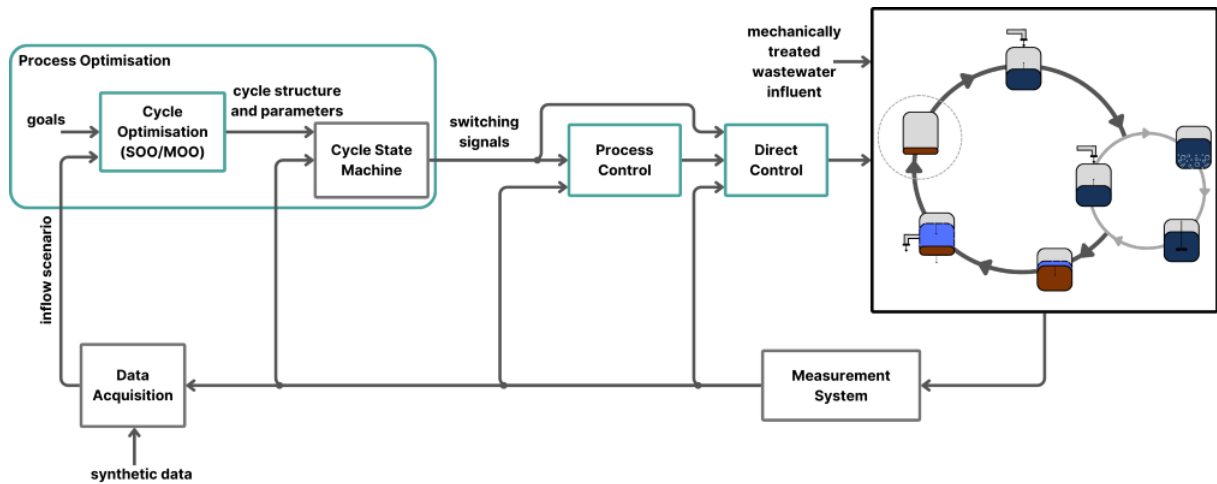 Process Optimisation
goals
Cycle
Optimisation
(SOO/MOO)
cycle structure
and parameters
Cycle State
Machine
switching
signals
Process
Control
Direct
Control
mechanically
treated
wastewater
influent
inflow scenario
Data
Acquisition
synthetic data
Measurement
System